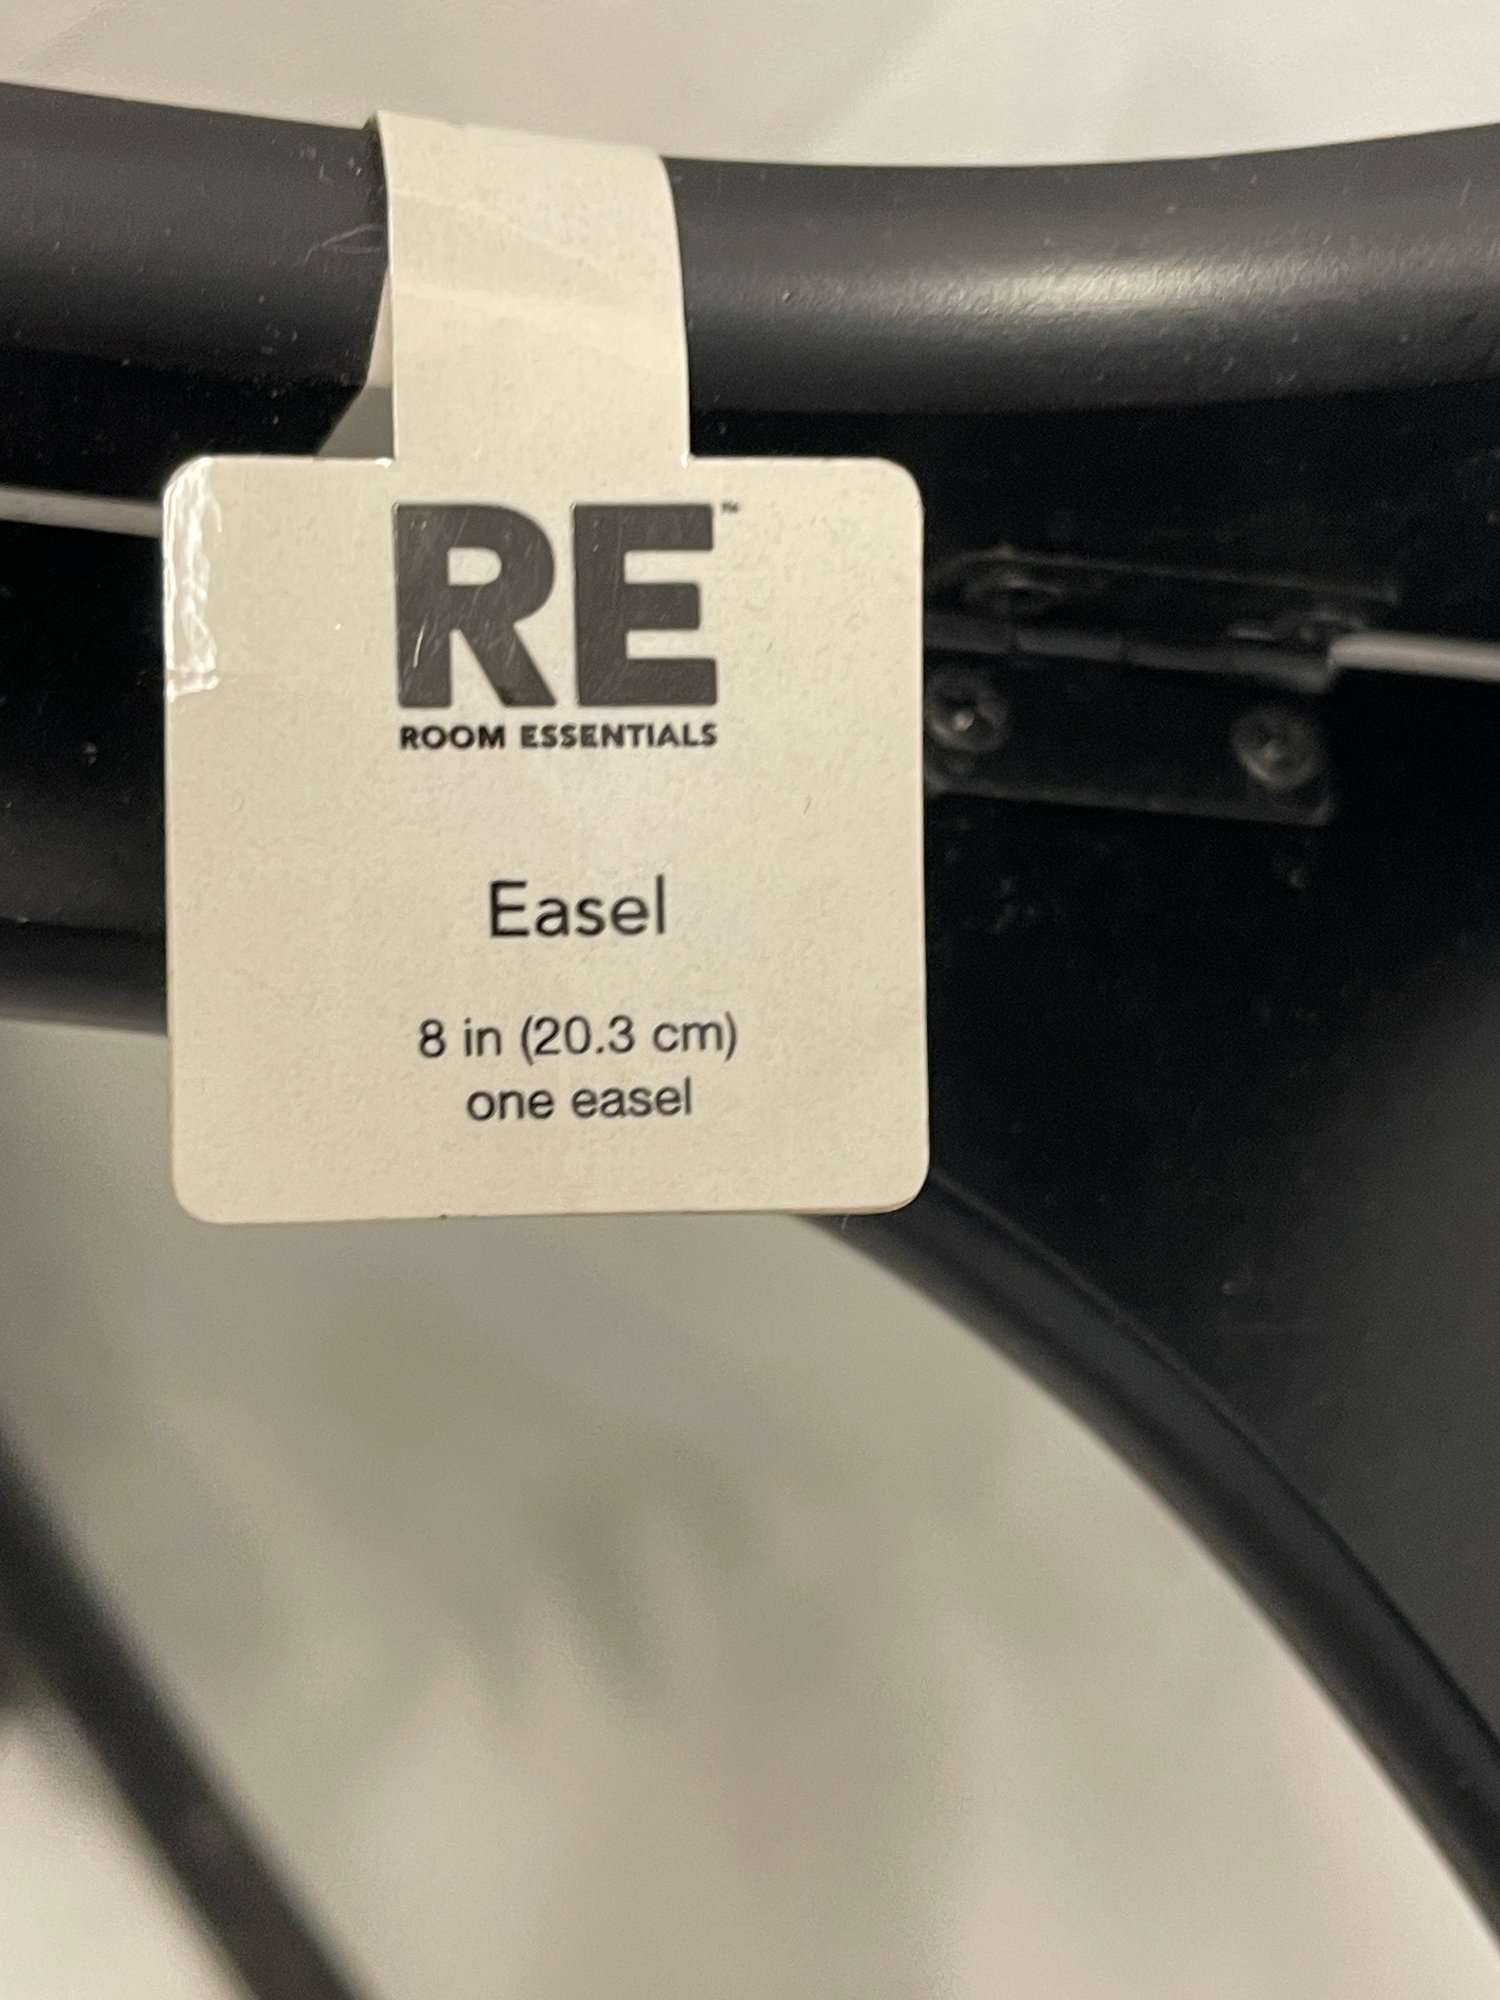 RE™
ROOM ESSENTIALS
Easel
8 in (20.3 cm)
one easel